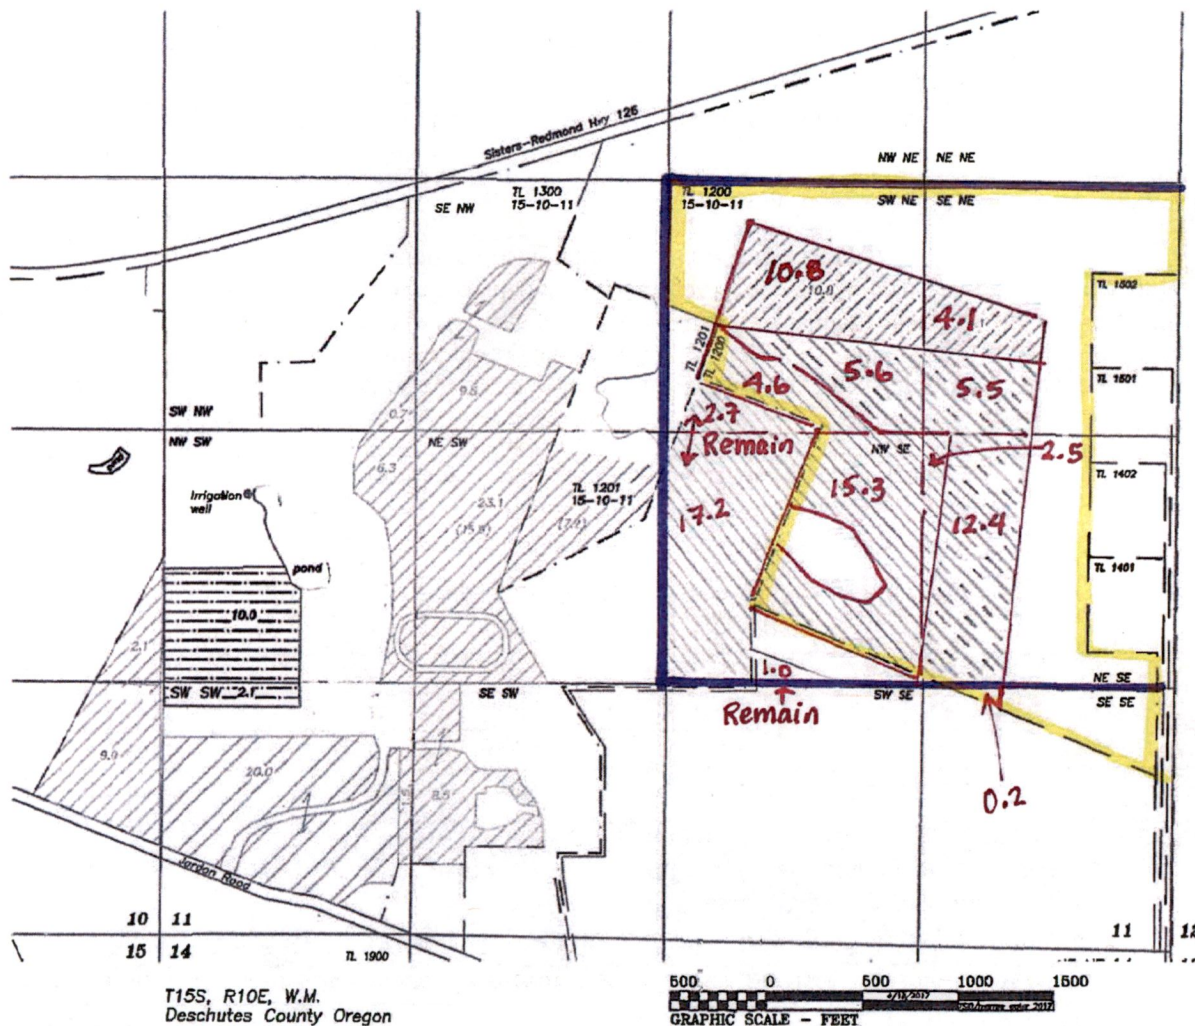 Sisters-Redmond Hwy 126
NW NE NE NE
TL 1300
15-10-11
SE NW
TL 1200
15-10-11
SW NE SE NE
10.8
4.1
TL 1502
TL 1201
TL 1200
9.8
0.7
4.6
5.6
5.5
TL 1501
SW NW
NW SW
NE SW
2.7
Remain
NW SE
2.5
pond
6.3
TL 1402
Irrigation
well
TL 1201
15-10-11
23.1
17.2
15.3
12.4
pond
TL 1401
10.0
2.1
SW SW 2.1
SE SW
1.0
SW SE
NE SE
SE SE
Remain
0.2
9.0
20.0
8.5
Jordan Road
10 11
15 14
TL 1900
11
T15S, R10E, W.M.
Deschutes County Oregon
500 0 500 1000 1500
GRAPHIC SCALE - FEET